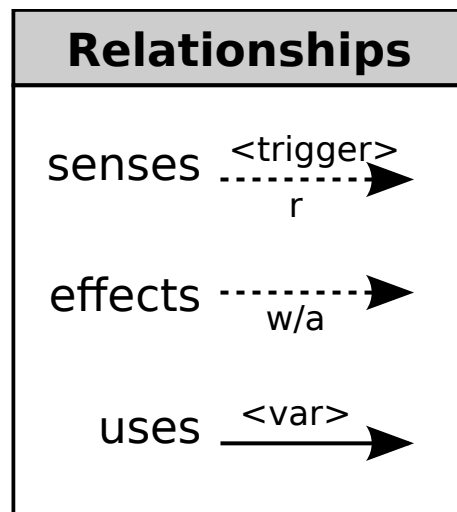 Relationships
<trigger>
senses
r
effects
w/a
<var>
uses